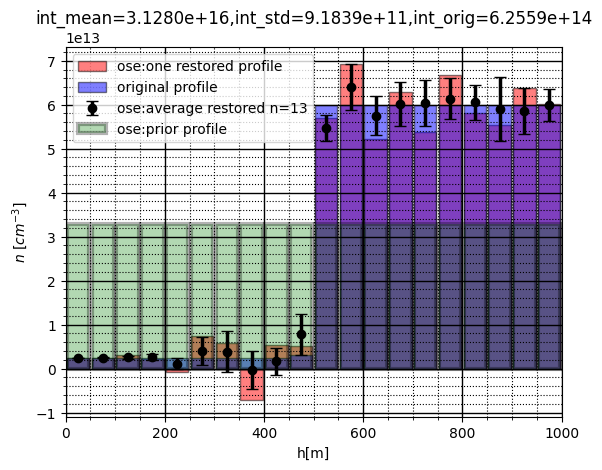 int_mean=3.1280e+16,int_std=9.1839e+11,int_orig=6.2559e+14
1e13
ose:one restored profile
original profile
ose:average restored n=13
ose:prior profile
7
6
5
4
3
2
1
0
−1
n [cm⁻³]
0 200 400 600 800 1000
h[m]